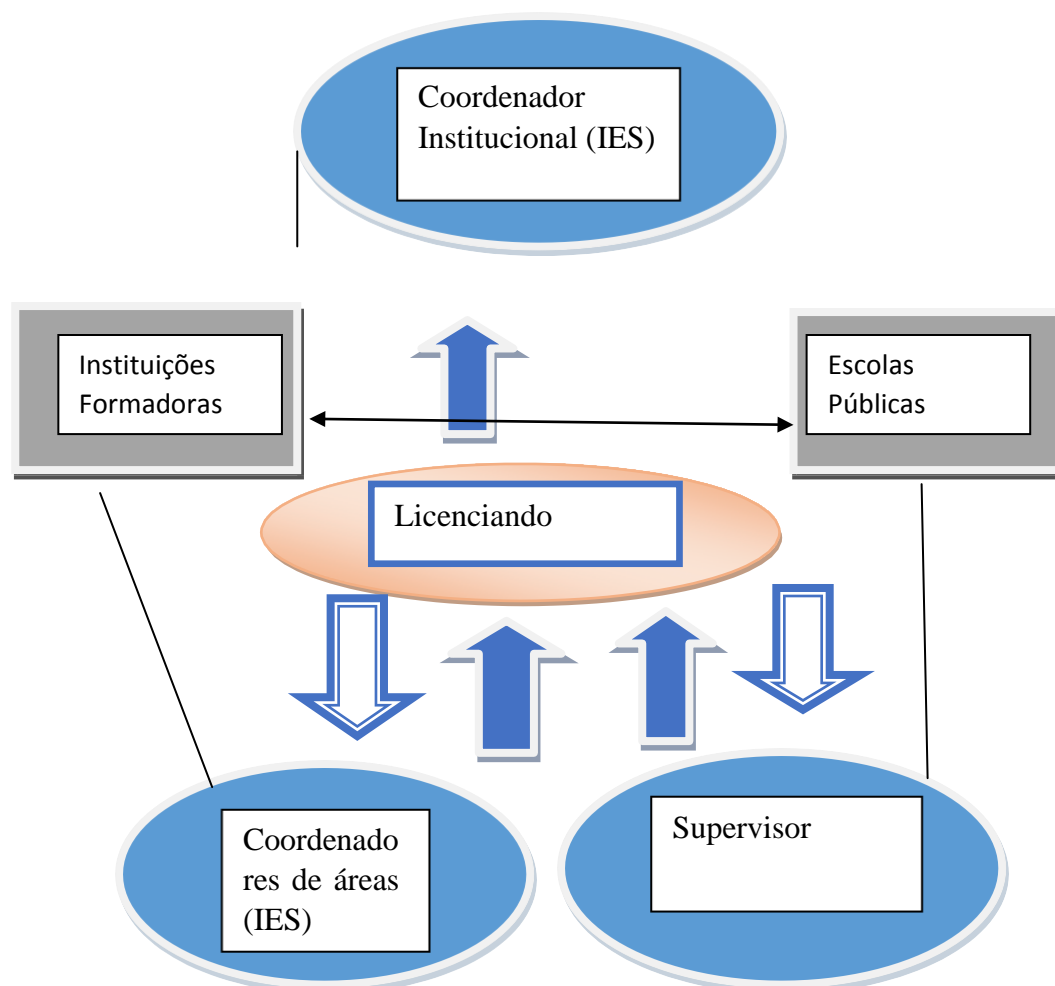 Coordenador
Institucional (IES)
Instituições
Formadoras
Escolas
Públicas
Licenciando
Coordenado
res de áreas
(IES)
Supervisor